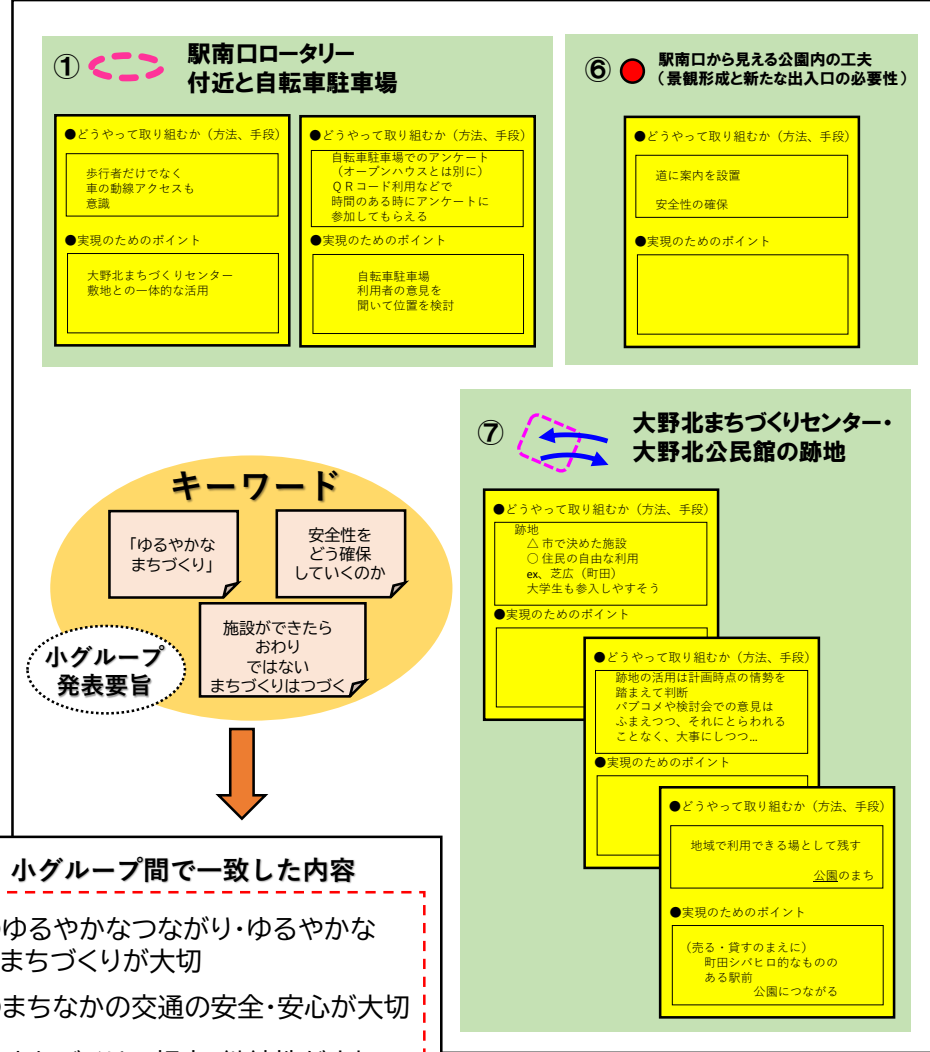 ① 駅南口ロータリー
付近と自転車駐車場
●どうやって取り組むか（方法、手段）
歩行者だけでなく
車の動線アクセスも
意識
●実現のためのポイント
大野北まちづくりセンター
敷地との一体的な活用
●どうやって取り組むか（方法、手段）
自転車駐車場でのアンケート
（オープンハウスとは別に）
ＱＲコード利用などで
時間のある時にアンケートに
参加してもらえる
●実現のためのポイント
自転車駐車場
利用者の意見を
聞いて位置を検討
⑥ 駅南口から見える公園内の工夫
（景観形成と新たな出入口の必要性）
●どうやって取り組むか（方法、手段）
道に案内を設置
安全性の確保
●実現のためのポイント
キーワード
「ゆるやかな
まちづくり」
安全性を
どう確保
していくのか
施設ができたら
おわり
ではない
まちづくりはつづく
小グループ
発表要旨
小グループ間で一致した内容
ゆるやかなつながり・ゆるやかな
まちづくりが大切
まちなかの交通の安全・安心が大切
⑦ 大野北まちづくりセンター・
大野北公民館の跡地
●どうやって取り組むか（方法、手段）
跡地
△ 市で決めた施設
○ 住民の自由な利用
ex、芝広（町田）
大学生も参入しやすそう
●実現のためのポイント
●どうやって取り組むか（方法、手段）
跡地の活用は計画時点の情勢を
踏まえて判断
パブコメや検討会での意見は
ふまえつつ、それにとらわれる
ことなく、大事にしつつ…
●実現のためのポイント
●どうやって取り組むか（方法、手段）
地域で利用できる場として残す
公園のまち
●実現のためのポイント
（売る・貸すのまえに）
町田シバヒロ的なものの
ある駅前
公園につながる